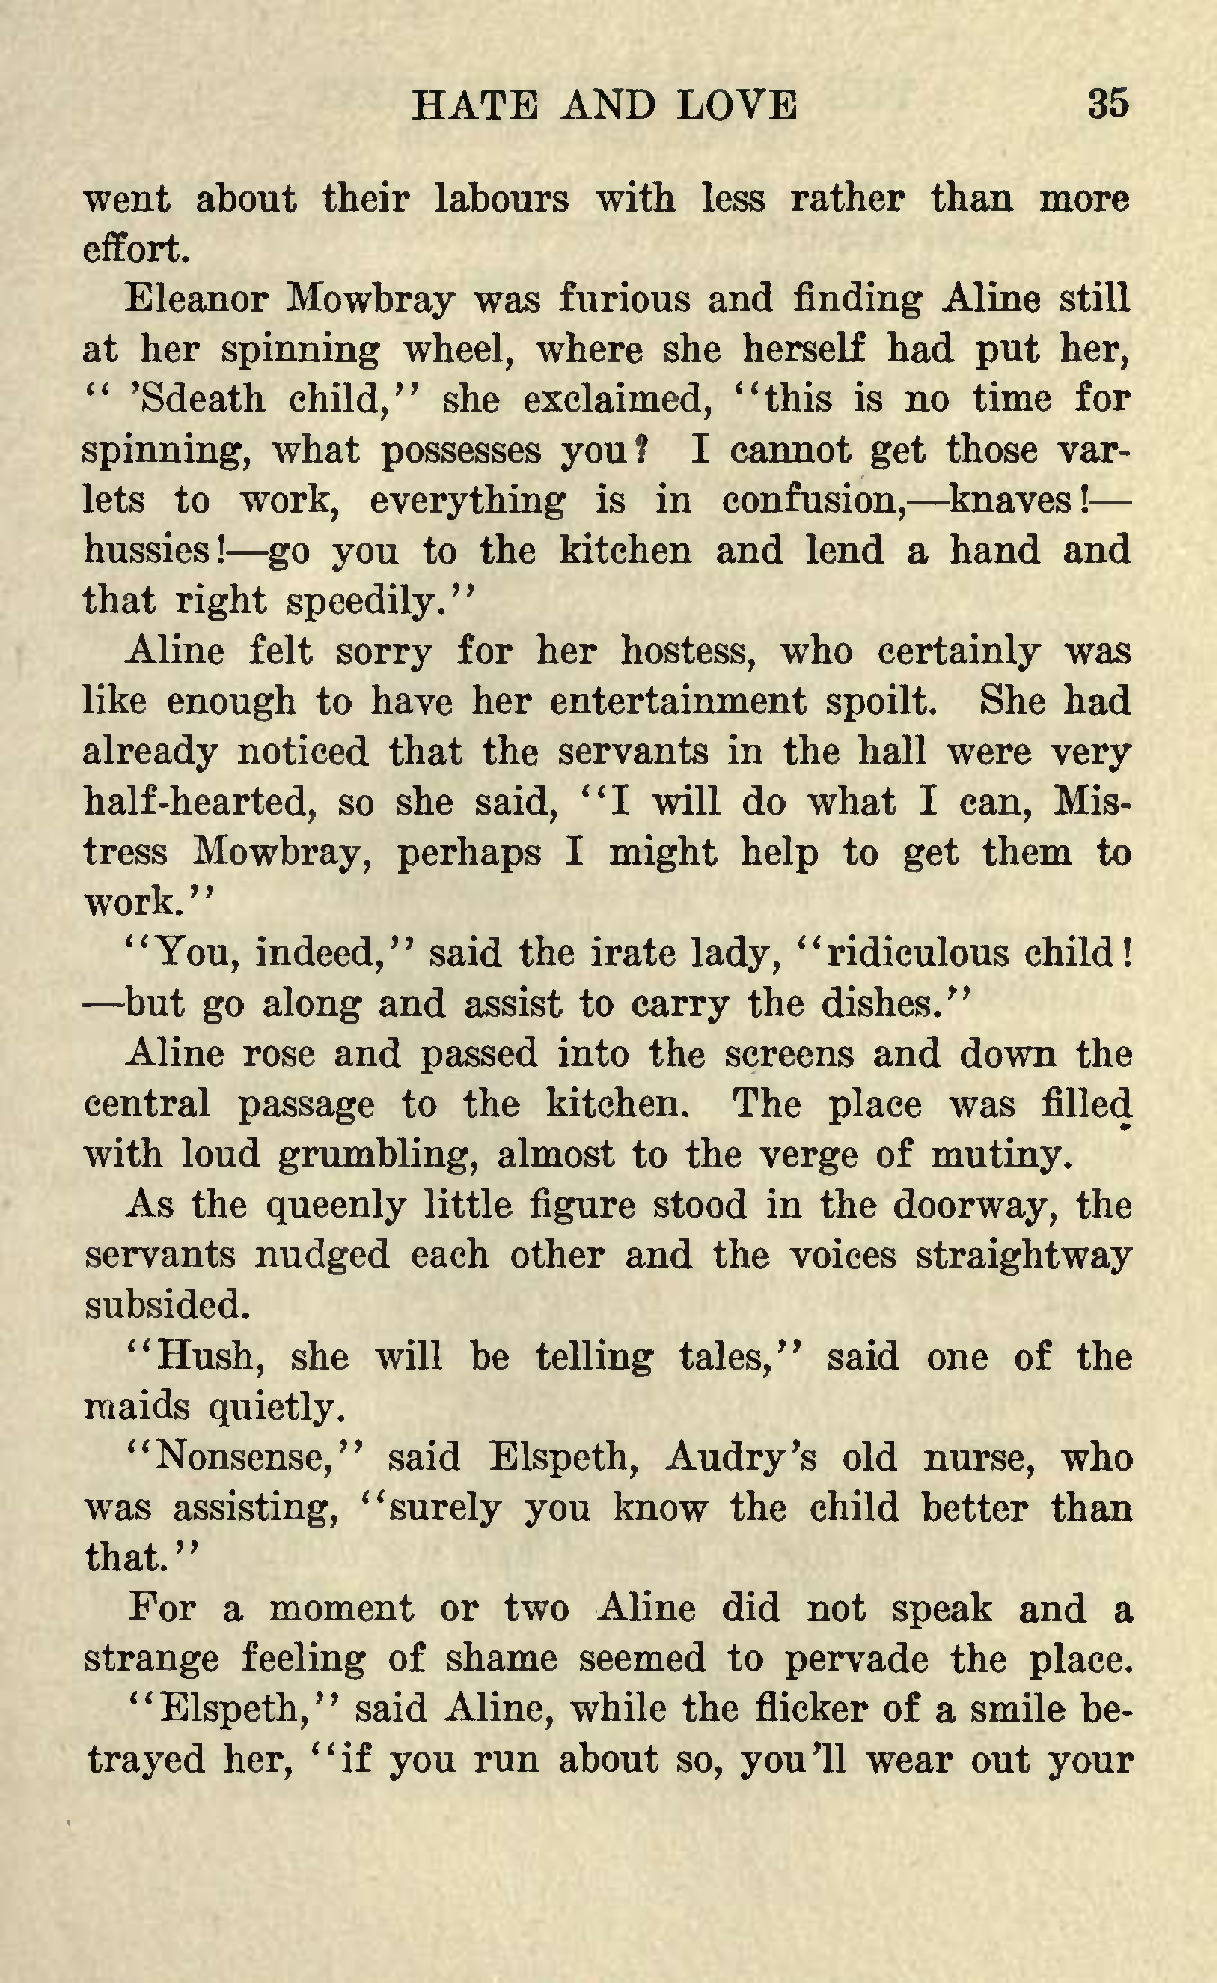 HATE AND LOVE 35
went about their labours with less rather than more
effort.
Eleanor Mowbray was furious and finding Aline still
at her spinning wheel, where she herself had put her,
" 'Sdeath child," she exclaimed, "this is no time for
spinning, what possesses you? I cannot get those var-
lets to work, everything is in confusion,—knaves!—
hussies!—go you to the kitchen and lend a hand and
that right speedily."
Aline felt sorry for her hostess, who certainly was
like enough to have her entertainment spoilt. She had
already noticed that the servants in the hall were very
half-hearted, so she said, "I will do what I can, Mis-
tress Mowbray, perhaps I might help to get them to
work."
"You, indeed," said the irate lady, "ridiculous child!
—but go along and assist to carry the dishes."
Aline rose and passed into the screens and down the
central passage to the kitchen. The place was filled
with loud grumbling, almost to the verge of mutiny.
As the queenly little figure stood in the doorway, the
servants nudged each other and the voices straightway
subsided.
"Hush, she will be telling tales," said one of the
maids quietly.
"Nonsense," said Elspeth, Audry's old nurse, who
was assisting, "surely you know the child better than
that."
For a moment or two Aline did not speak and a
strange feeling of shame seemed to pervade the place.
"Elspeth," said Aline, while the flicker of a smile be-
trayed her, "if you run about so, you'll wear out your